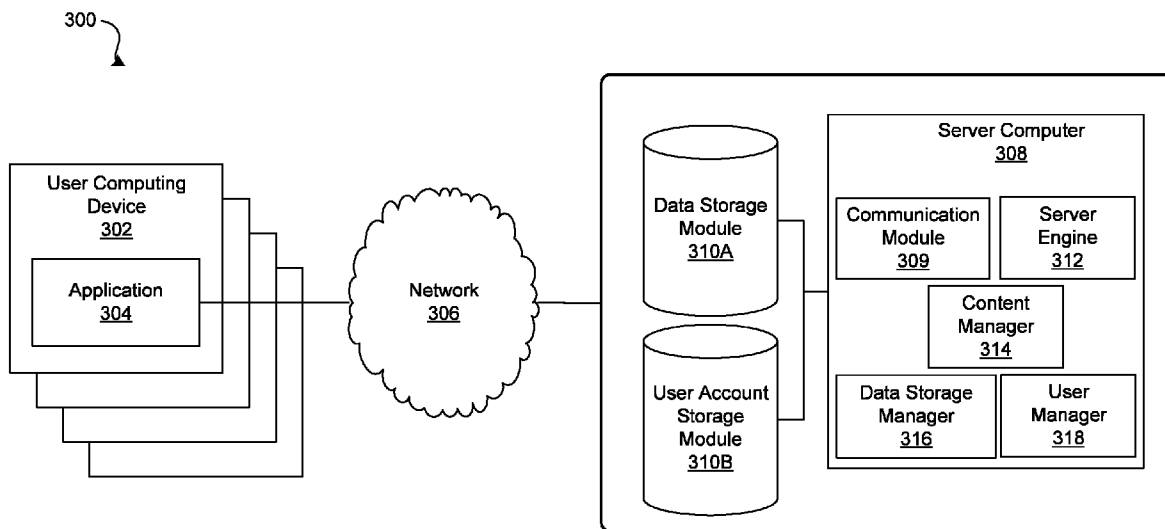 300
User Computing
Device
302
Application
304
Network
306
Data Storage
Module
310A
User Account
Storage
Module
310B
Server Computer
308
Communication
Module
309
Server
Engine
312
Content
Manager
314
Data Storage
Manager
316
User
Manager
318